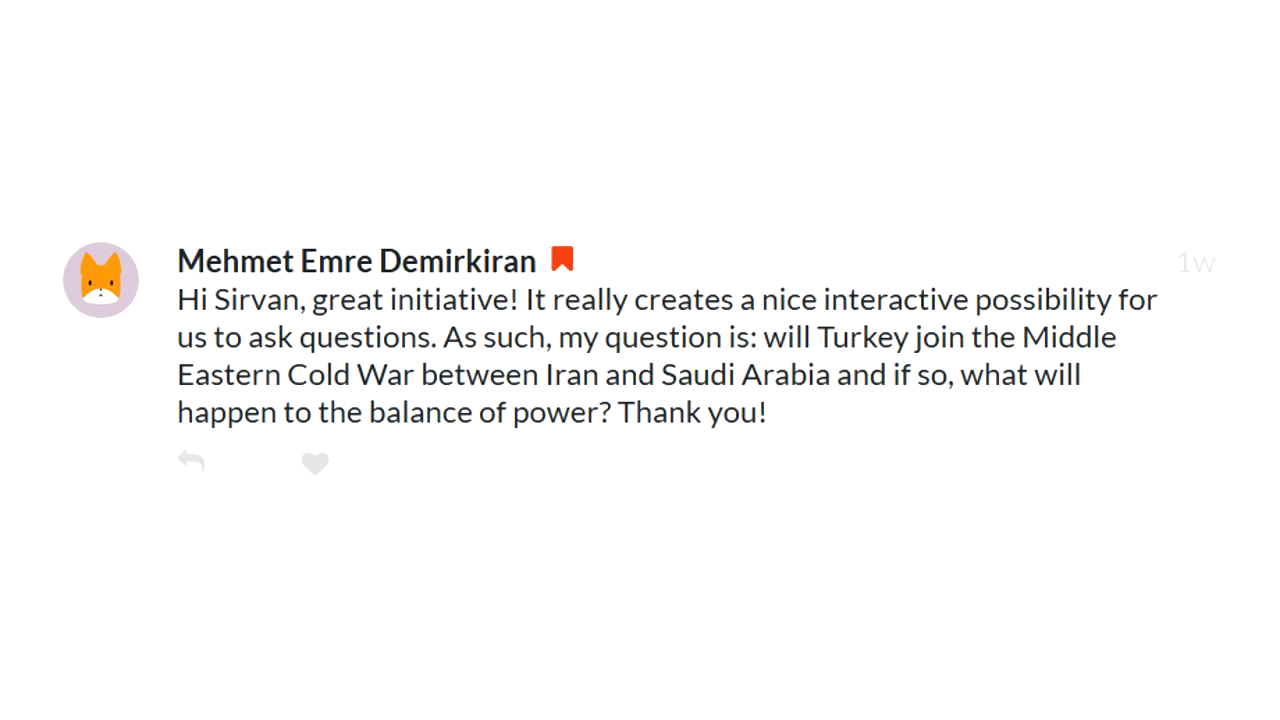 Mehmet Emre Demirkiran
1w
Hi Sirvan, great initiative! It really creates a nice interactive possibility for
us to ask questions. As such, my question is: will Turkey join the Middle
Eastern Cold War between Iran and Saudi Arabia and if so, what will
happen to the balance of power? Thank you!